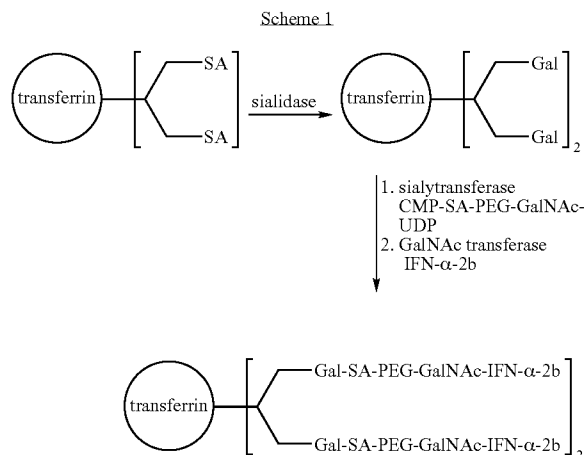 Scheme 1
transferrin
SA
SA
sialidase
transferrin
Gal
Gal
2
1. sialytransferase
CMP-SA-PEG-GalNAc-
UDP
2. GalNAc transferase
IFN-α-2b
transferrin
Gal-SA-PEG-GalNAc-IFN-α-2b
Gal-SA-PEG-GalNAc-IFN-α-2b